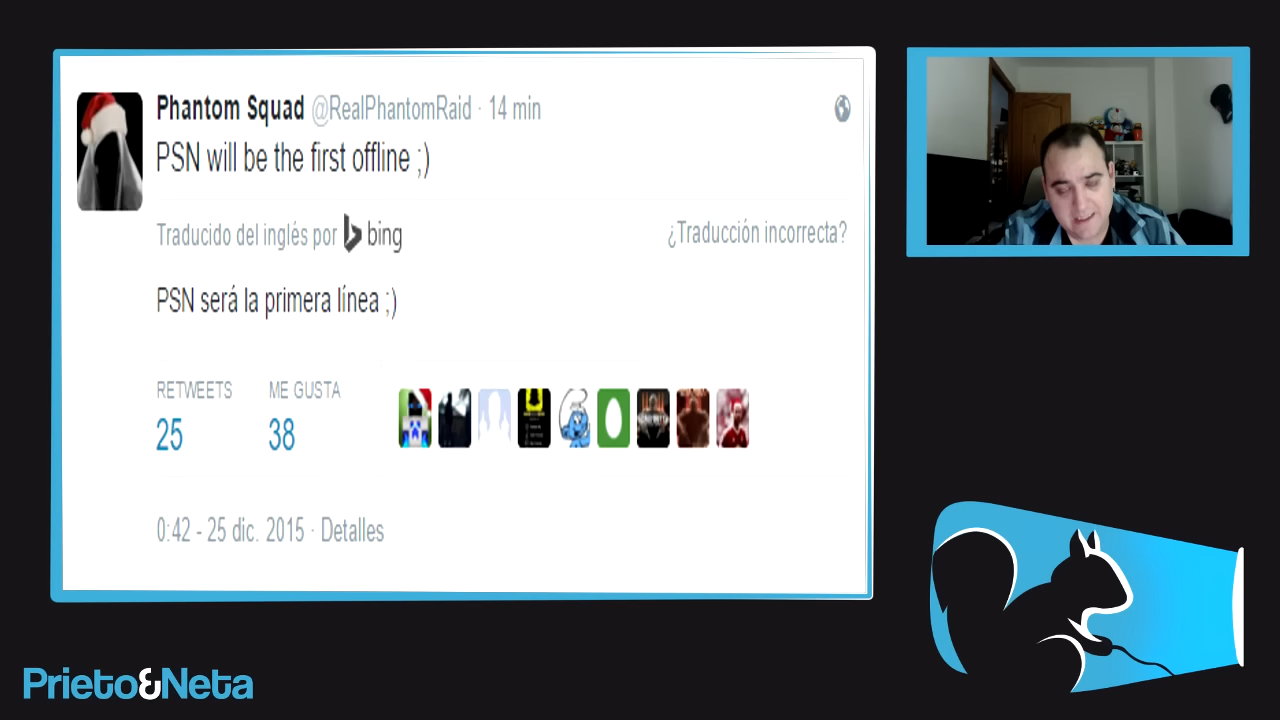 Phantom Squad @RealPhantomRaid · 14 min
PSN will be the first offline ;)
Traducido del inglés por bing
¿Traducción incorrecta?
PSN será la primera línea ;)
RETWEETS ME GUSTA
25 38
0:42 - 25 dic. 2015 · Detalles
Prieto&Neta